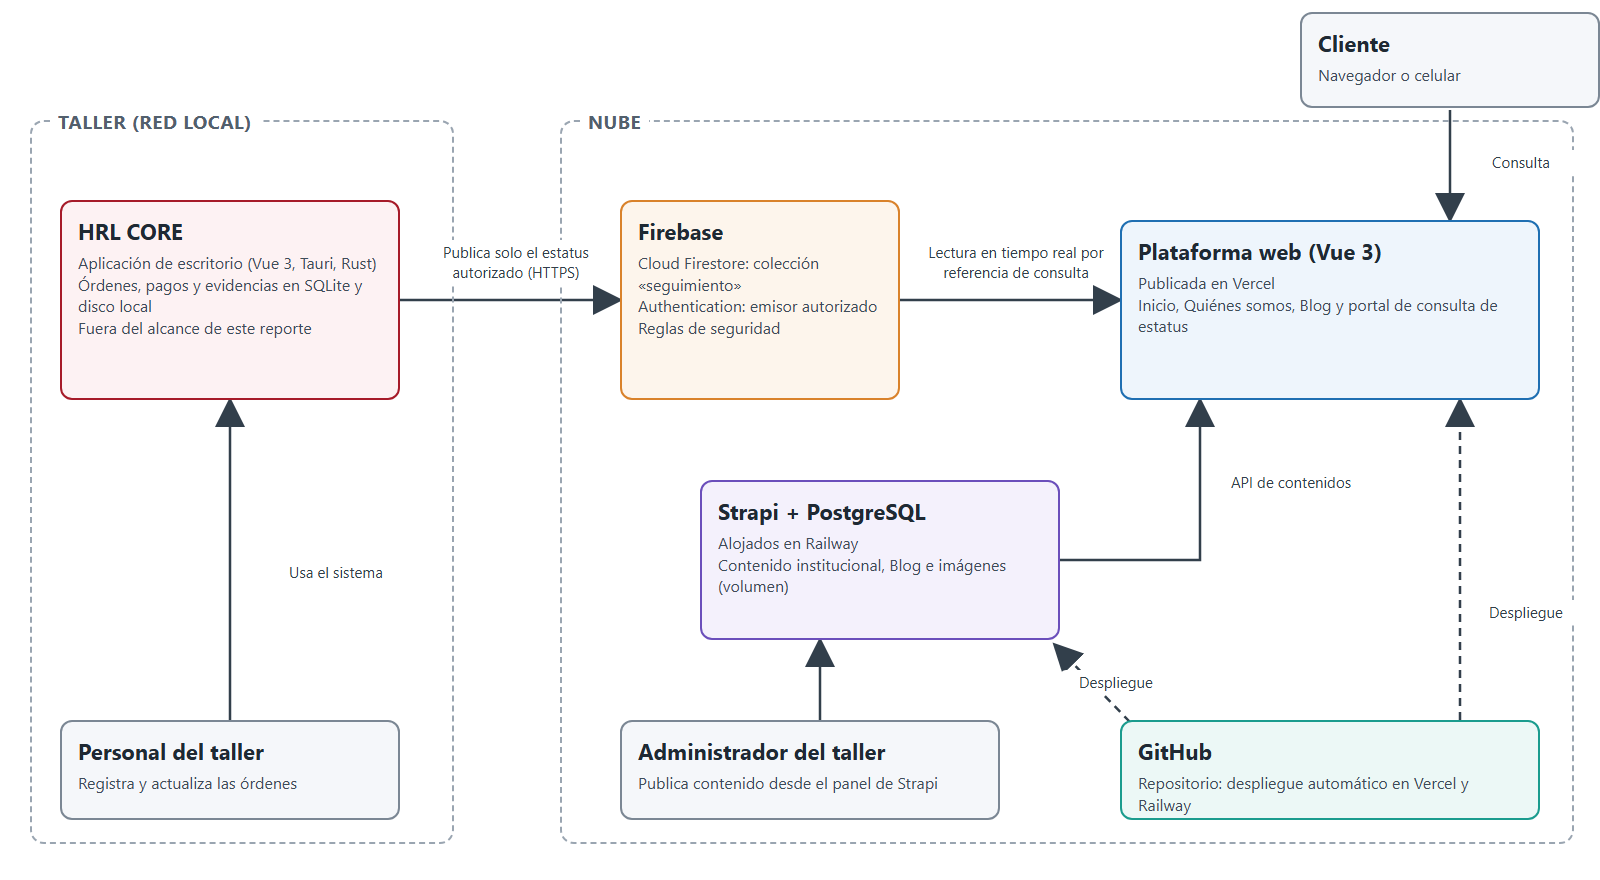 Cliente
Navegador o celular
TALLER (RED LOCAL)
NUBE
Consulta
HRL CORE
Aplicación de escritorio (Vue 3, Tauri, Rust)
Órdenes, pagos y evidencias en SQLite y
disco local
Fuera del alcance de este reporte
Publica solo el estatus
autorizado (HTTPS)
Firebase
Cloud Firestore: colección
«seguimiento»
Authentication: emisor autorizado
Reglas de seguridad
Lectura en tiempo real por
referencia de consulta
Plataforma web (Vue 3)
Publicada en Vercel
Inicio, Quiénes somos, Blog y portal de consulta de
estatus
API de contenidos
Strapi + PostgreSQL
Alojados en Railway
Contenido institucional, Blog e imágenes
(volumen)
Usa el sistema
Despliegue
Despliegue
Personal del taller
Registra y actualiza las órdenes
Administrador del taller
Publica contenido desde el panel de Strapi
GitHub
Repositorio: despliegue automático en Vercel y
Railway